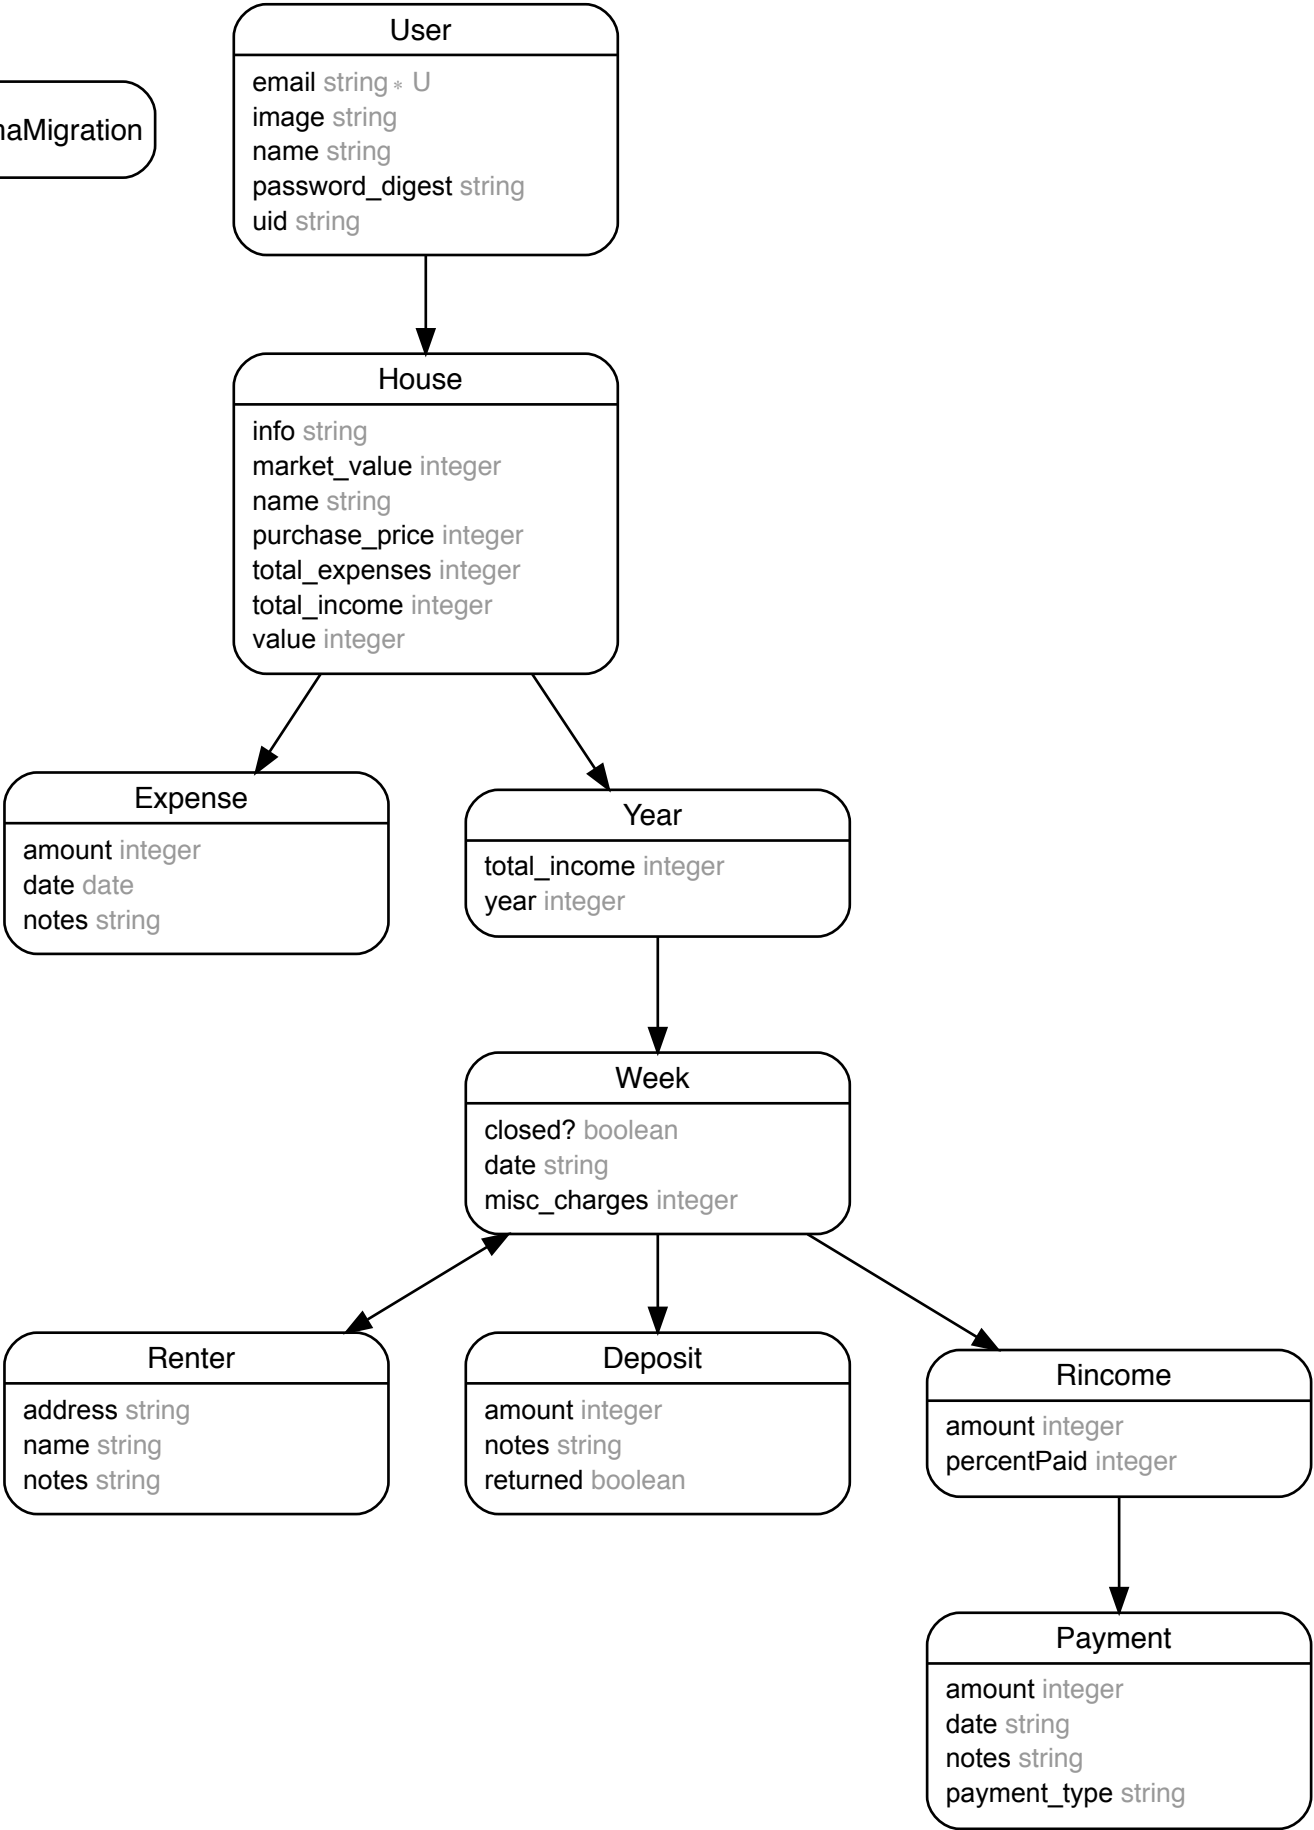 User
email string * U
image string
name string
password_digest string
uid string
naMigration
House
info string
market_value integer
name string
purchase_price integer
total_expenses integer
total_income integer
value integer
Expense
amount integer
date date
notes string
Year
total_income integer
year integer
Week
closed? boolean
date string
misc_charges integer
Renter
address string
name string
notes string
Deposit
amount integer
notes string
returned boolean
Rincome
amount integer
percentPaid integer
Payment
amount integer
date string
notes string
payment_type string